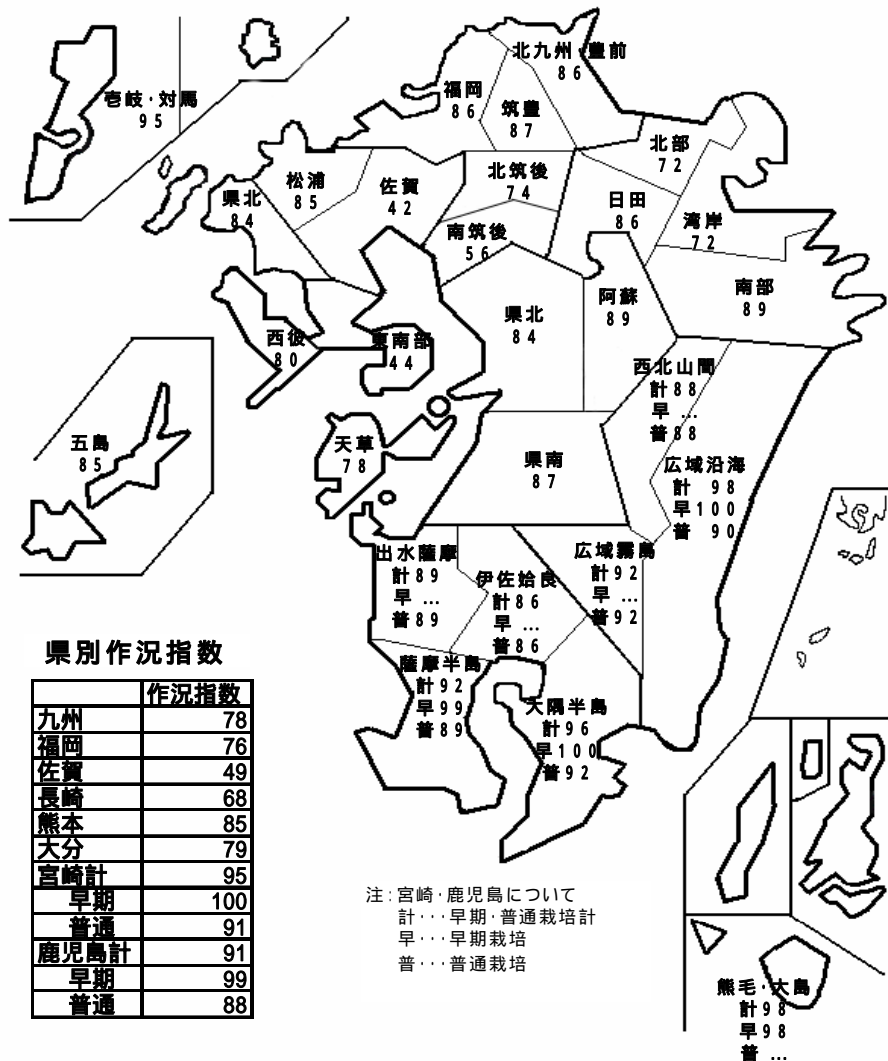 北九州・豊前
86
福岡
86
筑豊
87
壱岐・対馬
95
北部
72
北筑後
74
松浦
85
佐賀
42
県北
84
日田
86
湾岸
72
南筑後
56
南部
89
阿蘇
89
県北
84
西彼
80
東南部
44
西北山間
計88
早 …
普88
五島
85
天草
78
県南
87
広域沿海
計 98
早100
普 90
出水薩摩
計89
早 …
普89
伊佐姶良
計86
早 …
普86
広域霧島
計92
早 …
普92
薩摩半島
計92
早99
普89
大隅半島
計96
早100
普92
県別作況指数
作況指数
九州 78
福岡 76
佐賀 49
長崎 68
熊本 85
大分 79
宮崎計 95
早期 100
普通 91
鹿児島計 91
早期 99
普通 88
注：宮崎・鹿児島について
計・・・早期・普通栽培計
早・・・早期栽培
普・・・普通栽培
熊毛・大島
計98
早98
普 …